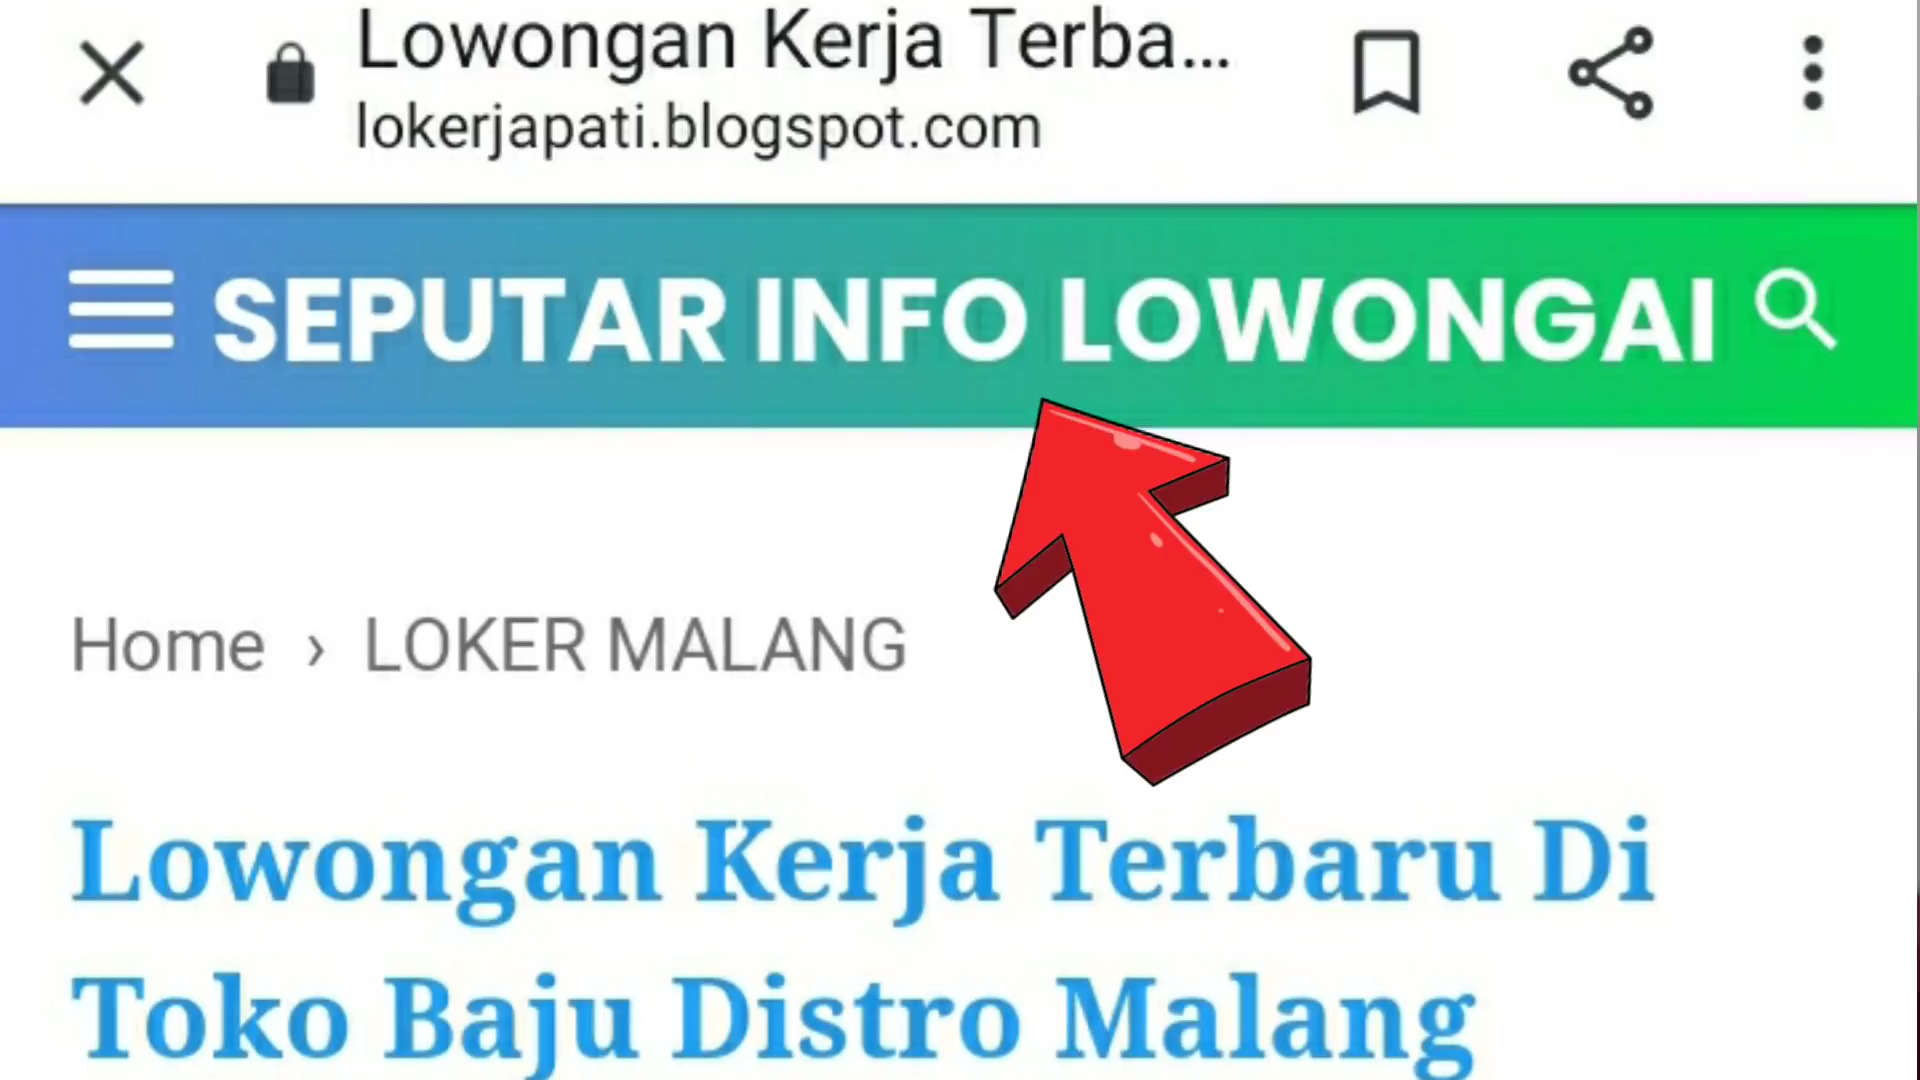 Lowongan Kerja Terba...
lokerjapati.blogspot.com
SEPUTAR INFO LOWONGAI
Home › LOKER MALANG
Lowongan Kerja Terbaru Di
Toko Baju Distro Malang